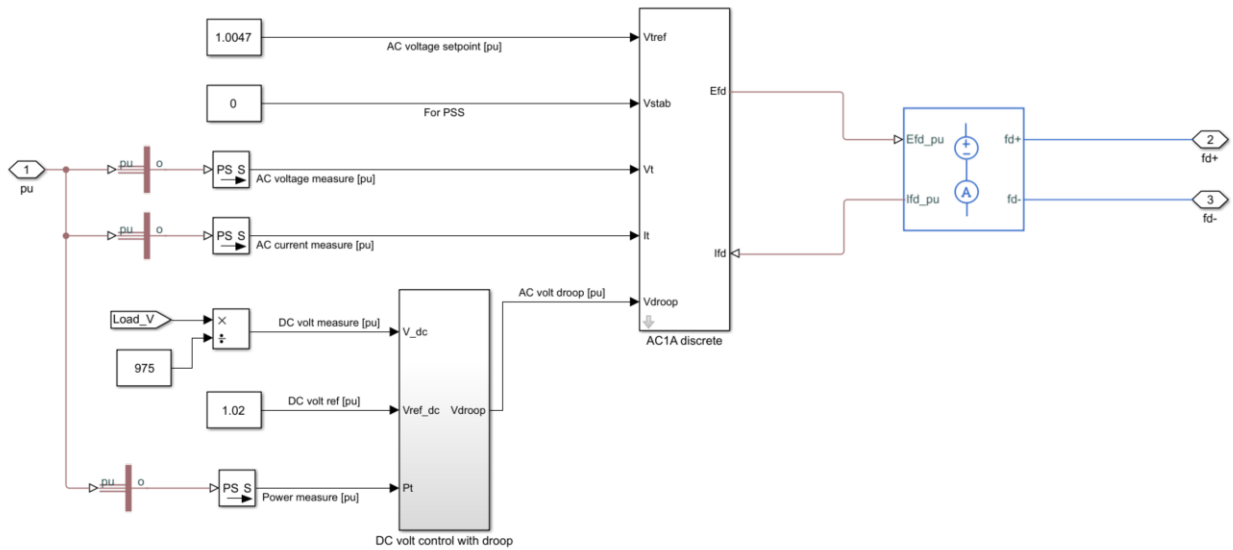 1.0047
AC voltage setpoint [pu]
Vtref
0
For PSS
Vstab
Efd
1
pu
pu
o
PS S
AC voltage measure [pu]
Vt
pu
o
PS S
AC current measure [pu]
It
Ifd
Efd_pu
fd+
Ifd_pu
fd-
A
2
fd+
3
fd-
AC volt droop [pu]
Vdroop
AC1A discrete
Load_V
×
÷
975
DC volt measure [pu]
V_dc
1.02
DC volt ref [pu]
Vref_dc
Vdroop
pu
o
PS S
Power measure [pu]
Pt
DC volt control with droop